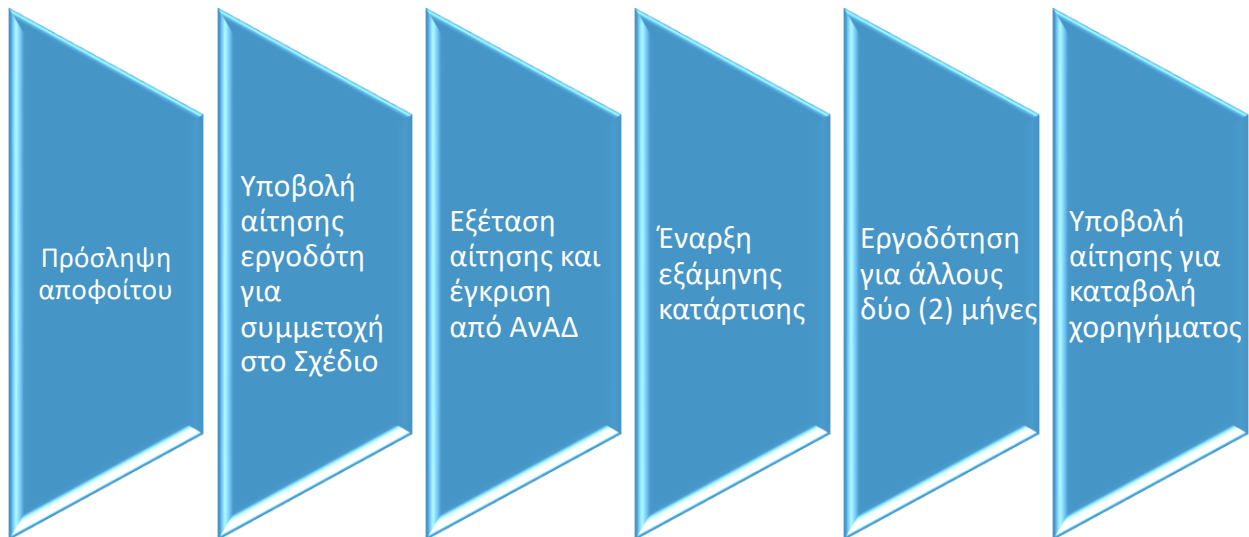 Πρόσληψη
αποφοίτου
Υποβολή
αίτησης
εργοδότη
για
συμμετοχή
στο Σχέδιο
Εξέταση
αίτησης και
έγκριση
από ΑνΑΔ
Έναρξη
εξάμηνης
κατάρτισης
Εργοδότηση
για άλλους
δύο (2) μήνες
Υποβολή
αίτησης για
καταβολή
χορηγήματος